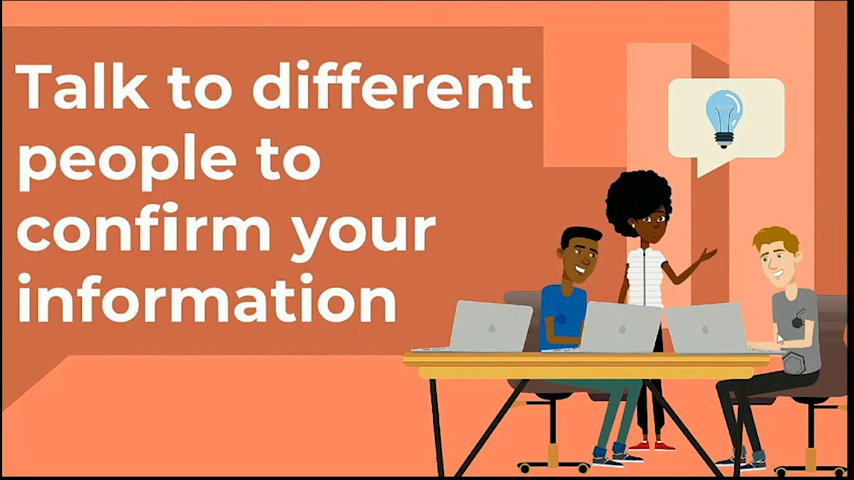 Talk to different
people to
confirm your
information